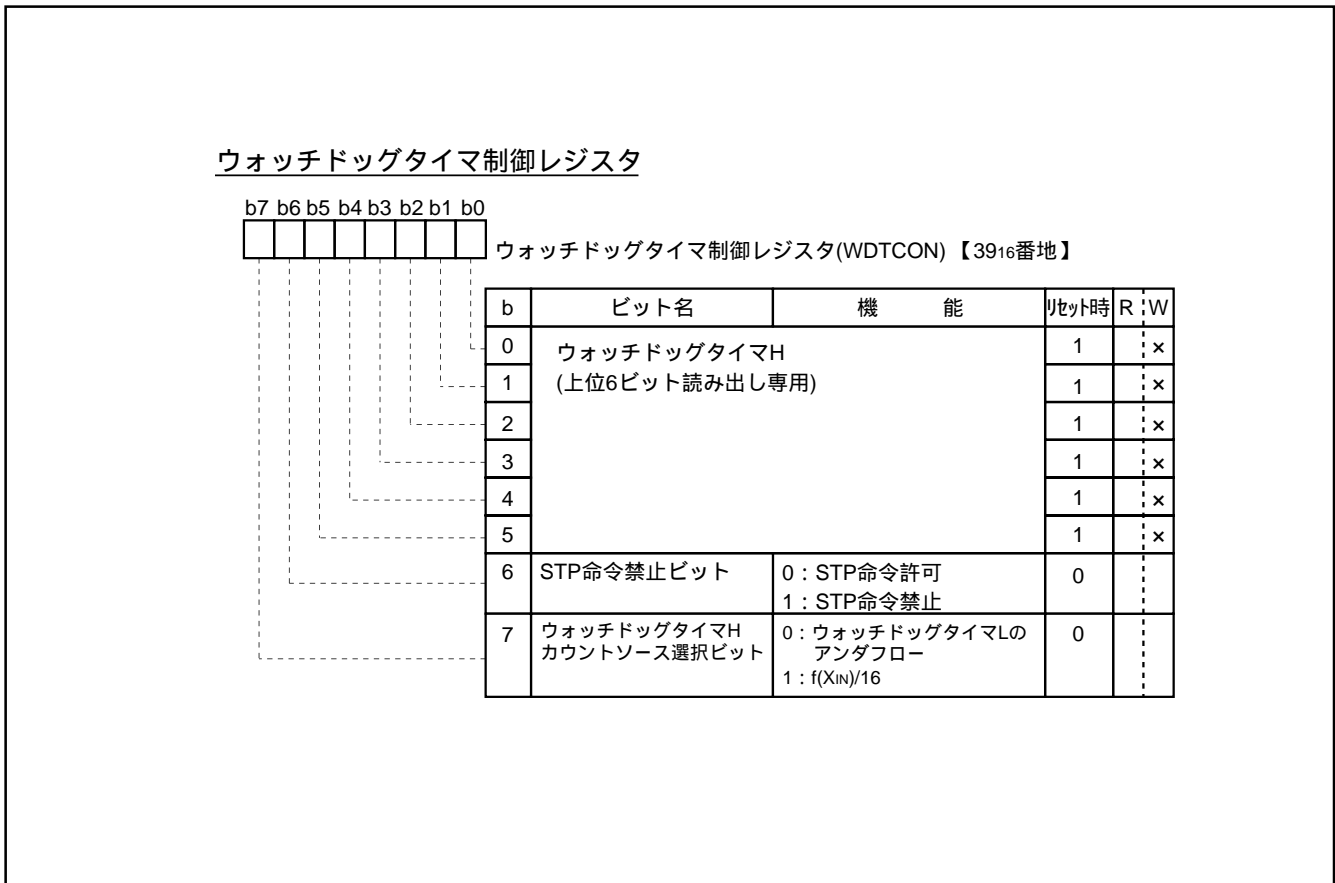 ウォッチドッグタイマ制御レジスタ
b7 b6 b5 b4 b3 b2 b1 b0
ウォッチドッグタイマ制御レジスタ(WDTCON)【3916番地】
b ビット名 機 能 リセット時 R W
0 ウォッチドッグタイマH 1 ×
1 (上位6ビット読み出し専用) 1 ×
2 1 ×
3 1 ×
4 1 ×
5 1 ×
6 STP命令禁止ビット 0：STP命令許可 0
1：STP命令禁止
7 ウォッチドッグタイマH 0：ウォッチドッグタイマLの 0
カウントソース選択ビット アンダフロー
1：f(XIN)/16